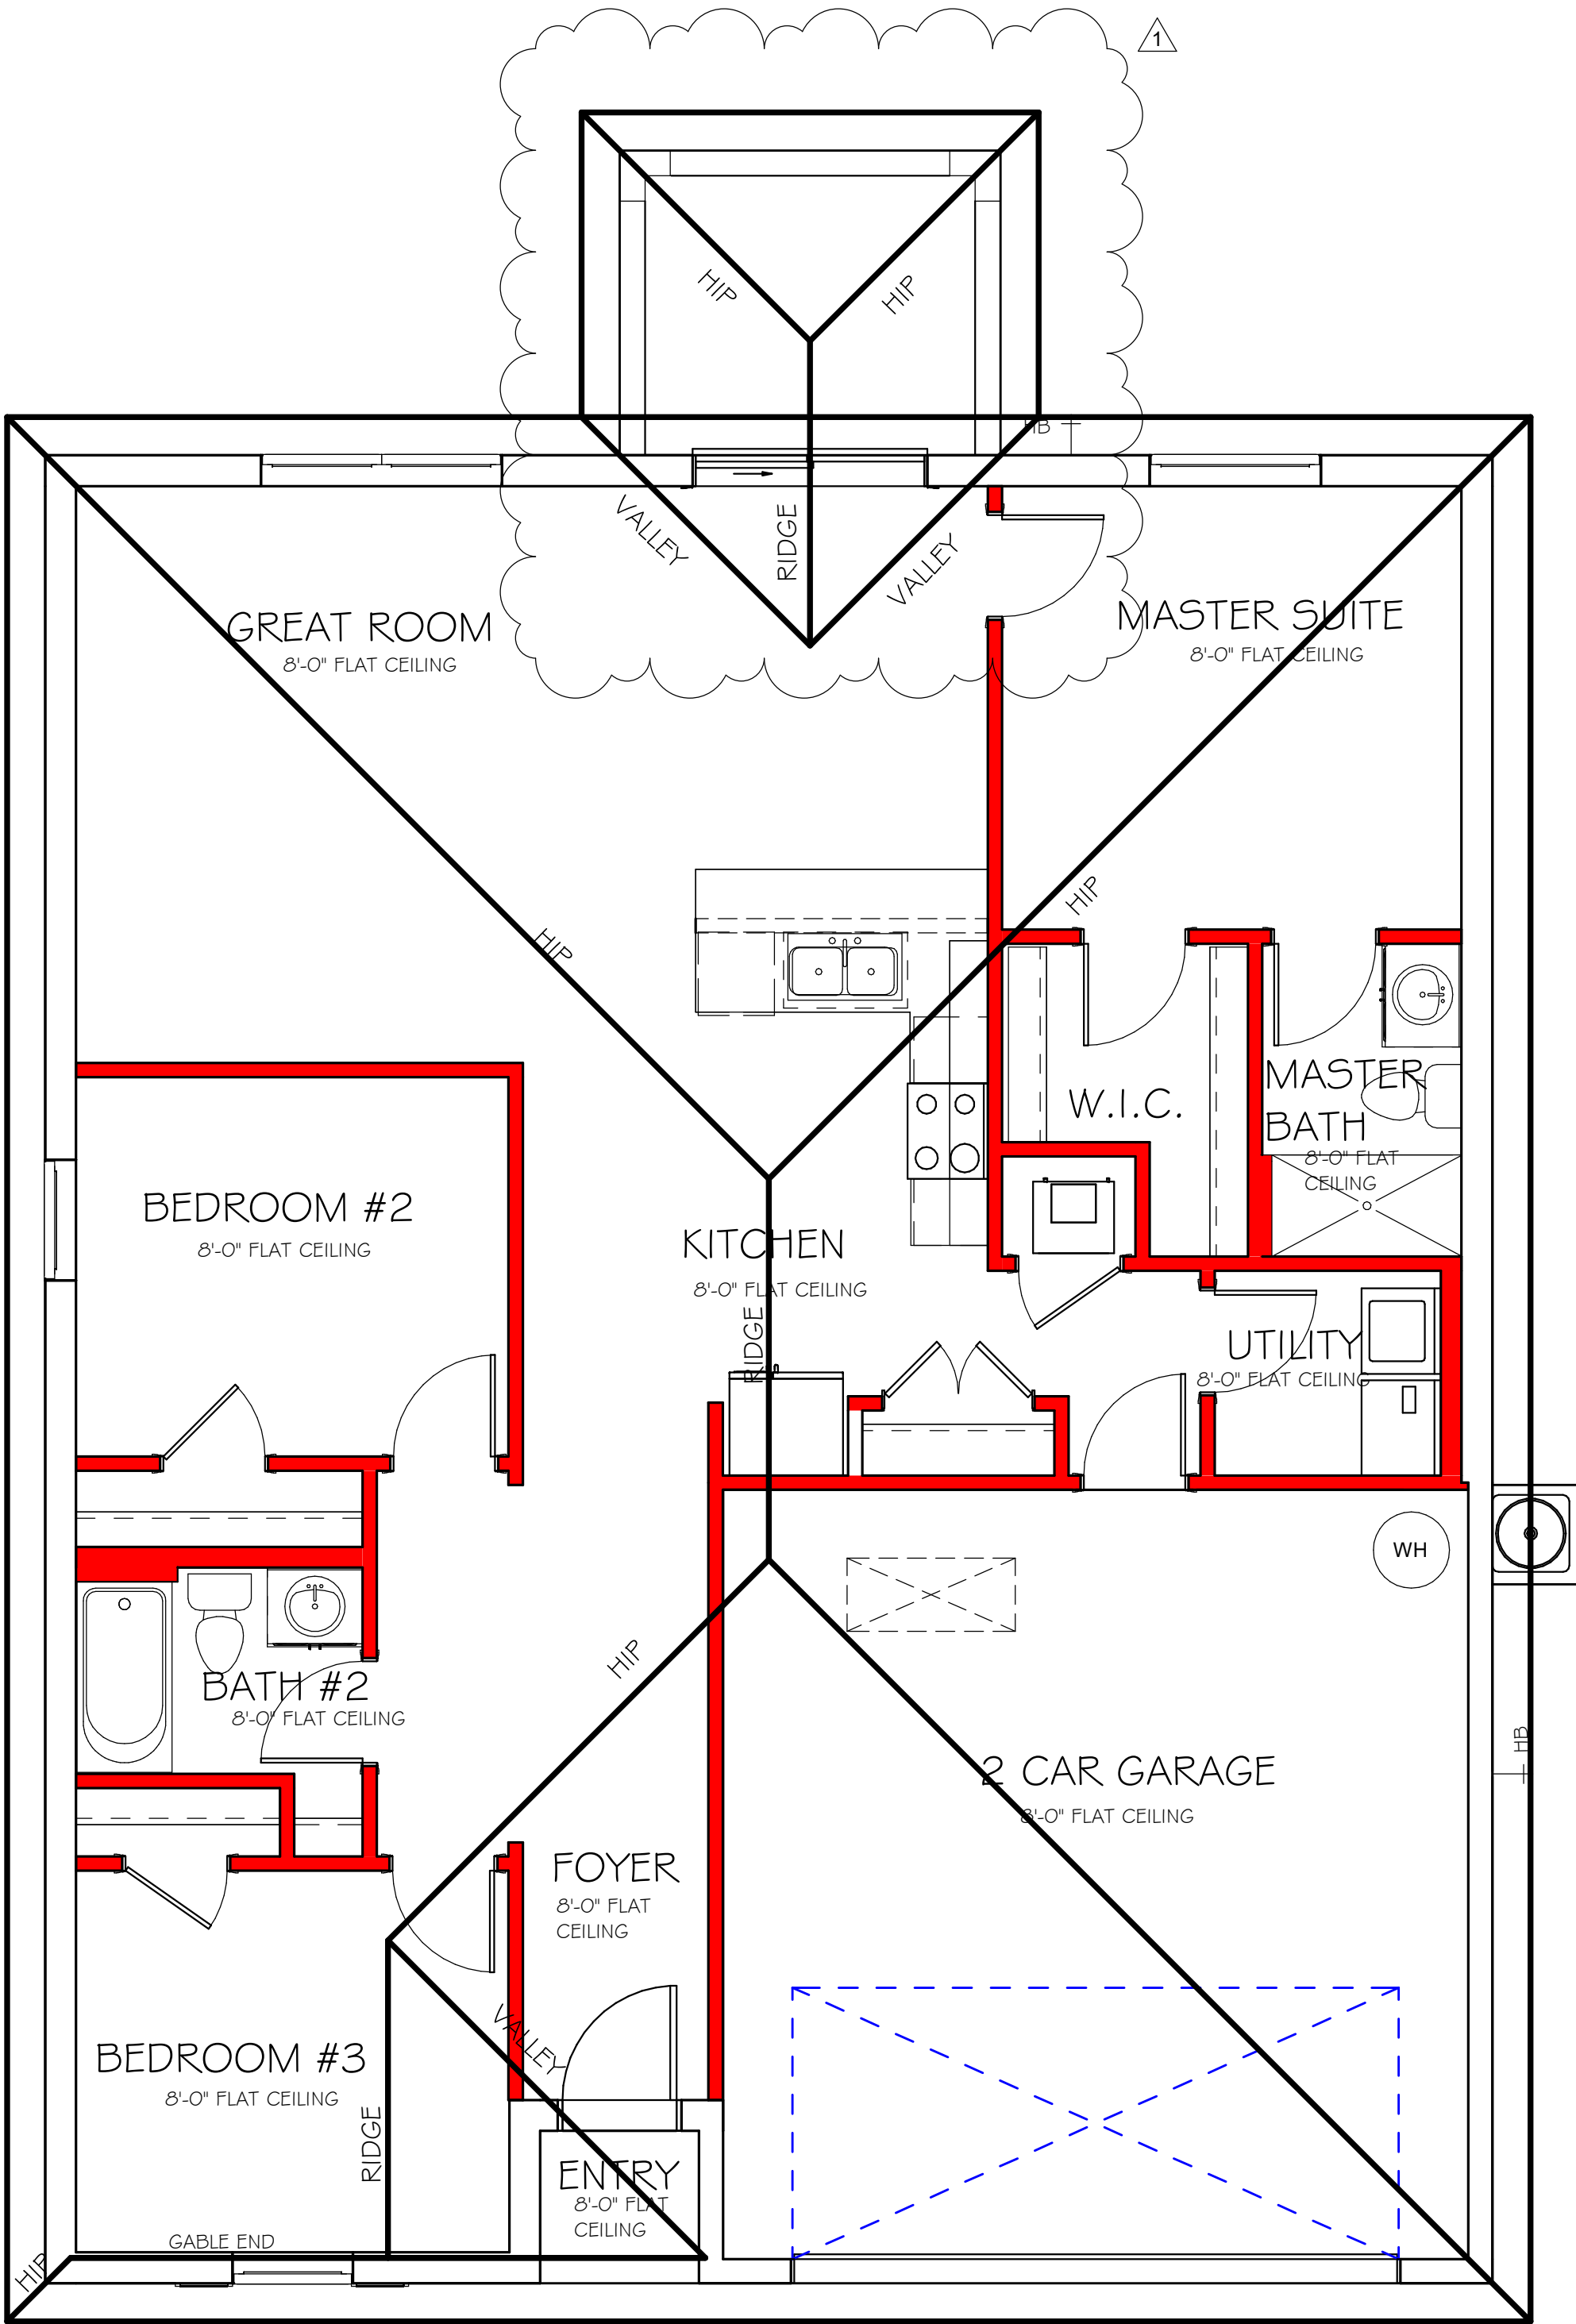 1
HIP
HIP
HB
VALLEY
RIDGE
VALLEY
GREAT ROOM
8'-0" FLAT CEILING
MASTER SUITE
8'-0" FLAT CEILING
HIP
HIP
MASTER
BATH
8'-0" FLAT
CEILING
W.I.C.
BEDROOM #2
8'-0" FLAT CEILING
KITCHEN
8'-0" FLAT CEILING
RIDGE
UTILITY
8'-0" FLAT CEILING
WH
HIP
BATH #2
8'-0" FLAT CEILING
HB
2 CAR GARAGE
8'-0" FLAT CEILING
FOYER
8'-0" FLAT
CEILING
VALLEY
BEDROOM #3
8'-0" FLAT CEILING
RIDGE
ENTRY
8'-0" FLAT
CEILING
GABLE END
HIP